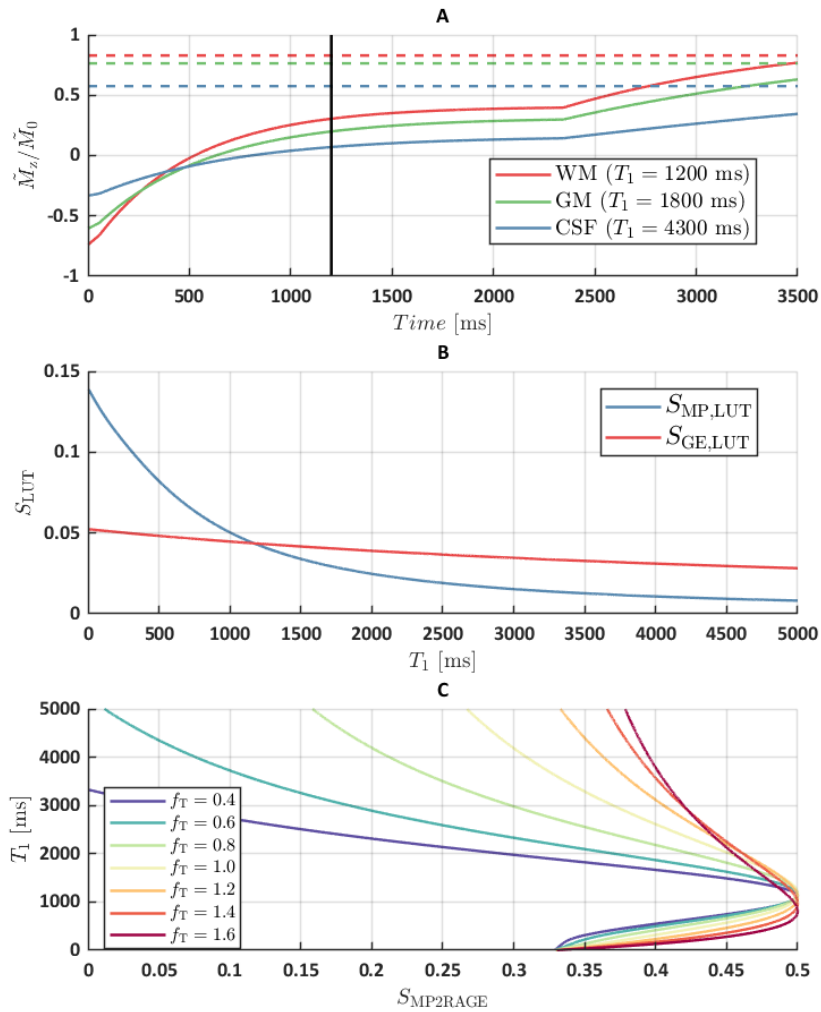 A
1
0.5
0
-0.5
-1
M̃z/M̃0
WM (T1 = 1200 ms)
GM (T1 = 1800 ms)
CSF (T1 = 4300 ms)
0 500 1000 1500 2000 2500 3000 3500
Time [ms]
B
0.15
0.1
0.05
0
SLUT
SMP,LUT
SGE,LUT
0 500 1000 1500 2000 2500 3000 3500 4000 4500 5000
T1 [ms]
C
5000
4000
3000
2000
1000
0
T1 [ms]
fT = 0.4
fT = 0.6
fT = 0.8
fT = 1.0
fT = 1.2
fT = 1.4
fT = 1.6
0 0.05 0.1 0.15 0.2 0.25 0.3 0.35 0.4 0.45 0.5
SMP2RAGE